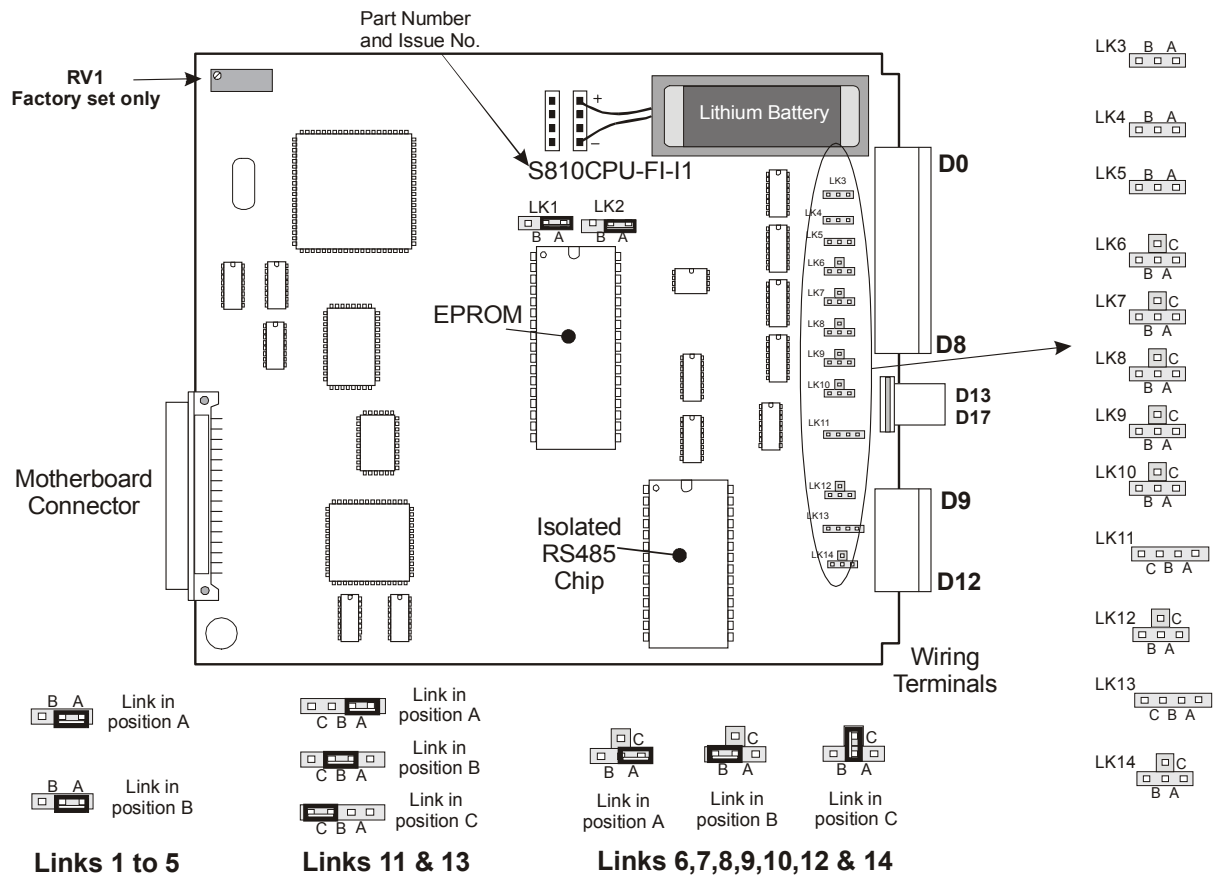 Part Number
and Issue No.
RV1
Factory set only
+
–
Lithium Battery
S810CPU-FI-I1
LK1
LK2
B A
B A
EPROM
Isolated
RS485
Chip
Motherboard
Connector
LK3
LK4
LK5
LK6
LK7
LK8
LK9
LK10
LK11
LK12
LK13
LK14
D0
D8
D13
D17
D9
D12
Wiring
Terminals
LK3 B A
LK4 B A
LK5 B A
LK6 C
B A
LK7 C
B A
LK8 C
B A
LK9 C
B A
LK10 C
B A
LK11
C B A
LK12 C
B A
LK13
C B A
LK14 C
B A
B A
Link in
position A
B A
Link in
position B
Links 1 to 5
C B A
Link in
position A
C B A
Link in
position B
C B A
Link in
position C
Links 11 & 13
C
B A
Link in
position A
C
B A
Link in
position B
C
B A
Link in
position C
Links 6,7,8,9,10,12 & 14